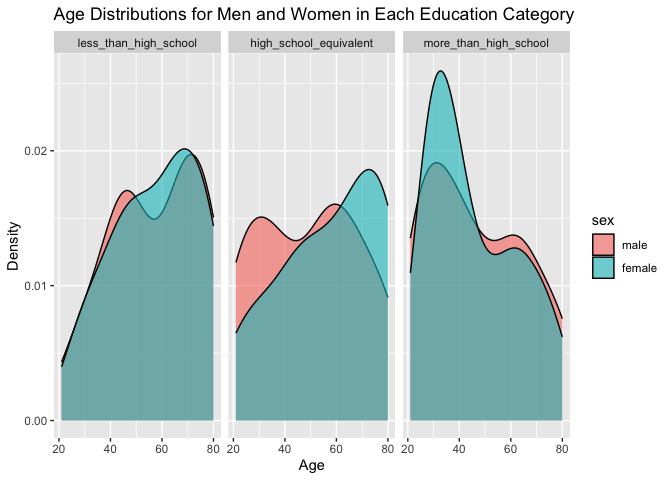 Age Distributions for Men and Women in Each Education Category
less_than_high_school high_school_equivalent more_than_high_school
0.02
0.01
0.00
20 40 60 80 20 40 60 80 20 40 60 80
Age
Density
sex
male
female